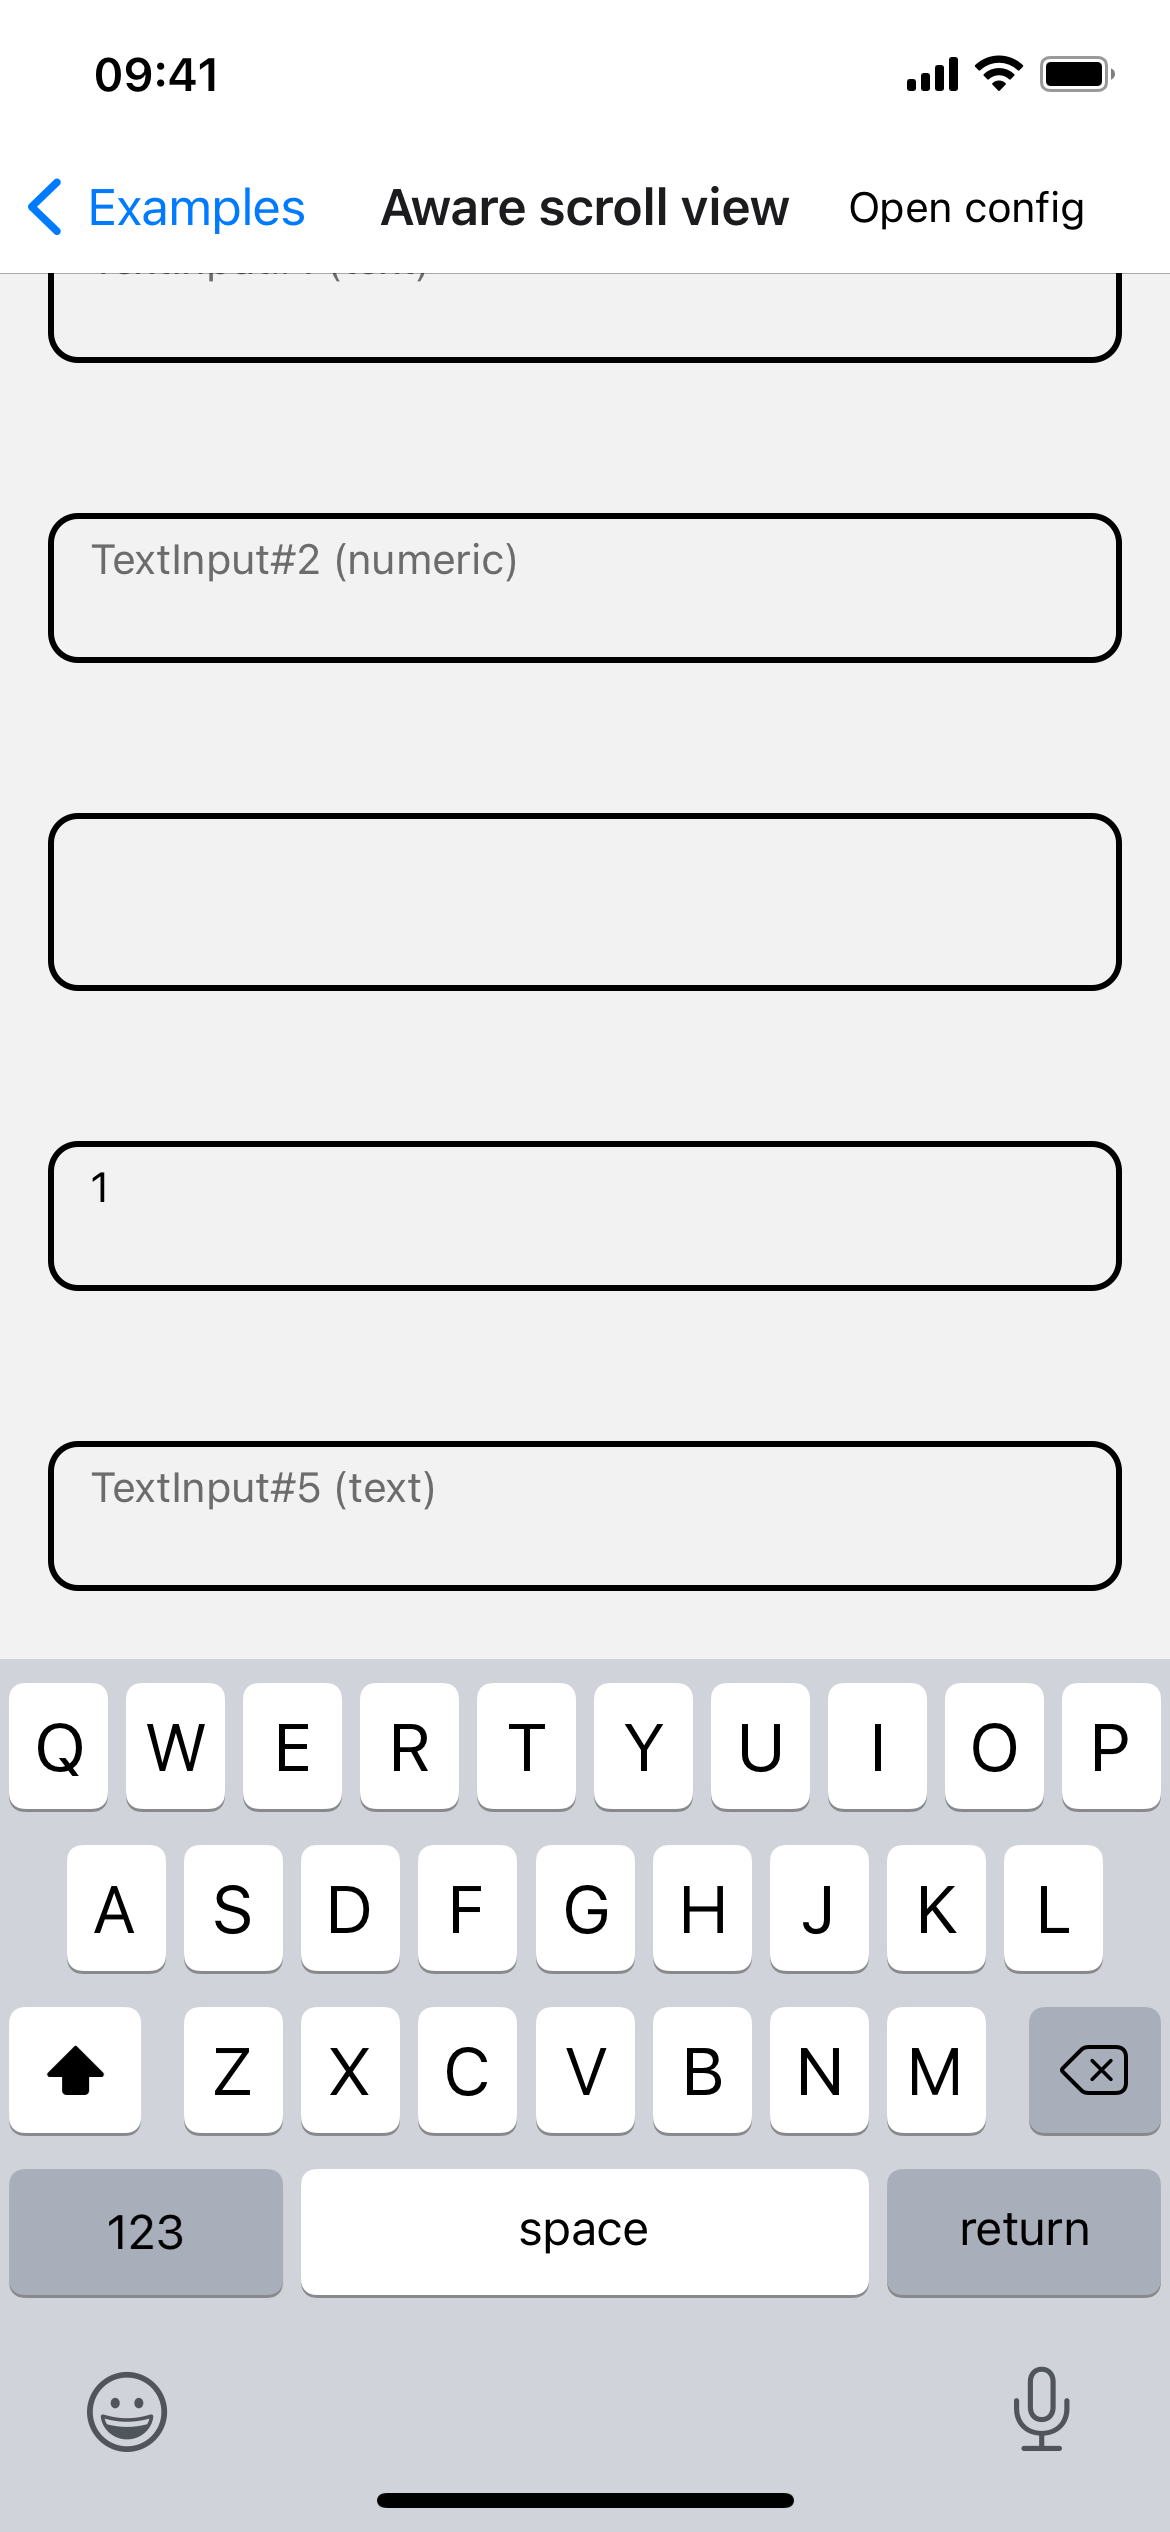 09:41
Examples
Aware scroll view
Open config
TextInput#2 (numeric)
1
TextInput#5 (text)
Q W E R T Y U I O P
A S D F G H J K L
Z X C V B N M
123 space return